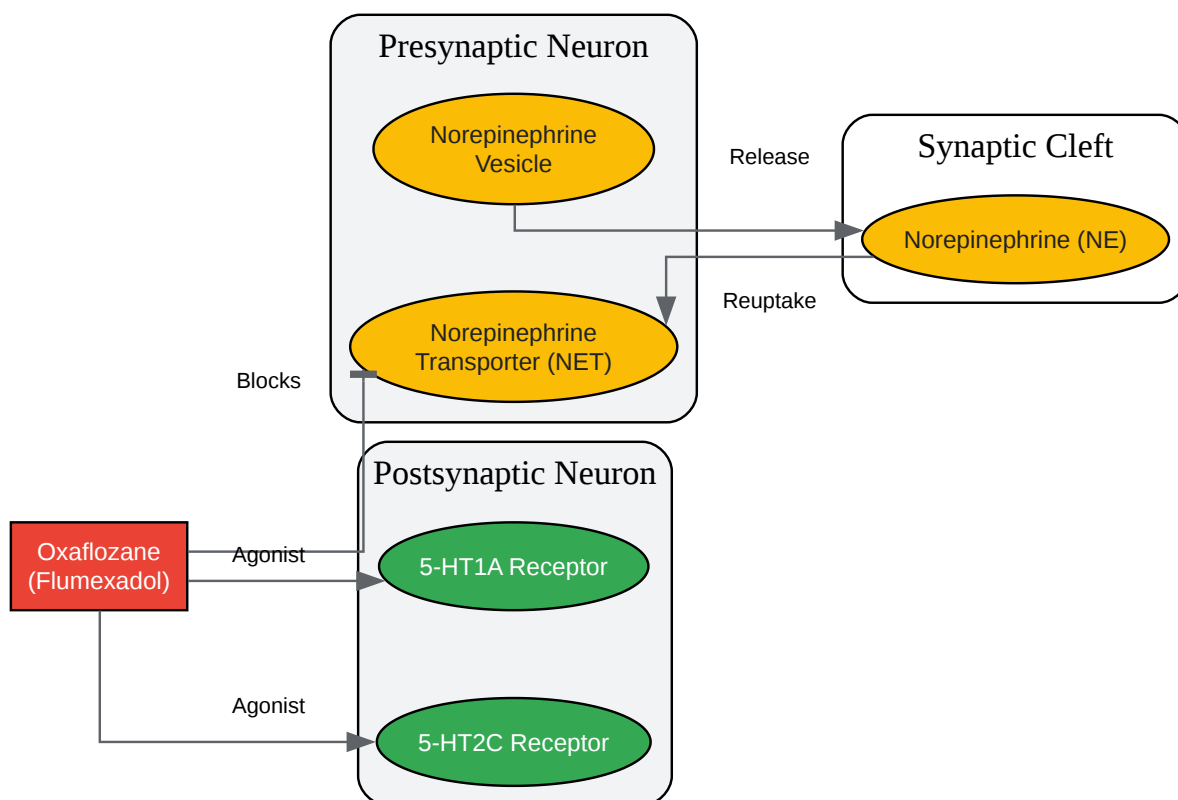 Presynaptic Neuron
Norepinephrine
Vesicle
Release
Synaptic Cleft
Norepinephrine (NE)
Reuptake
Norepinephrine
Transporter (NET)
Blocks
Postsynaptic Neuron
Oxaflozane
(Flumexadol)
Agonist
5-HT1A Receptor
Agonist
5-HT2C Receptor